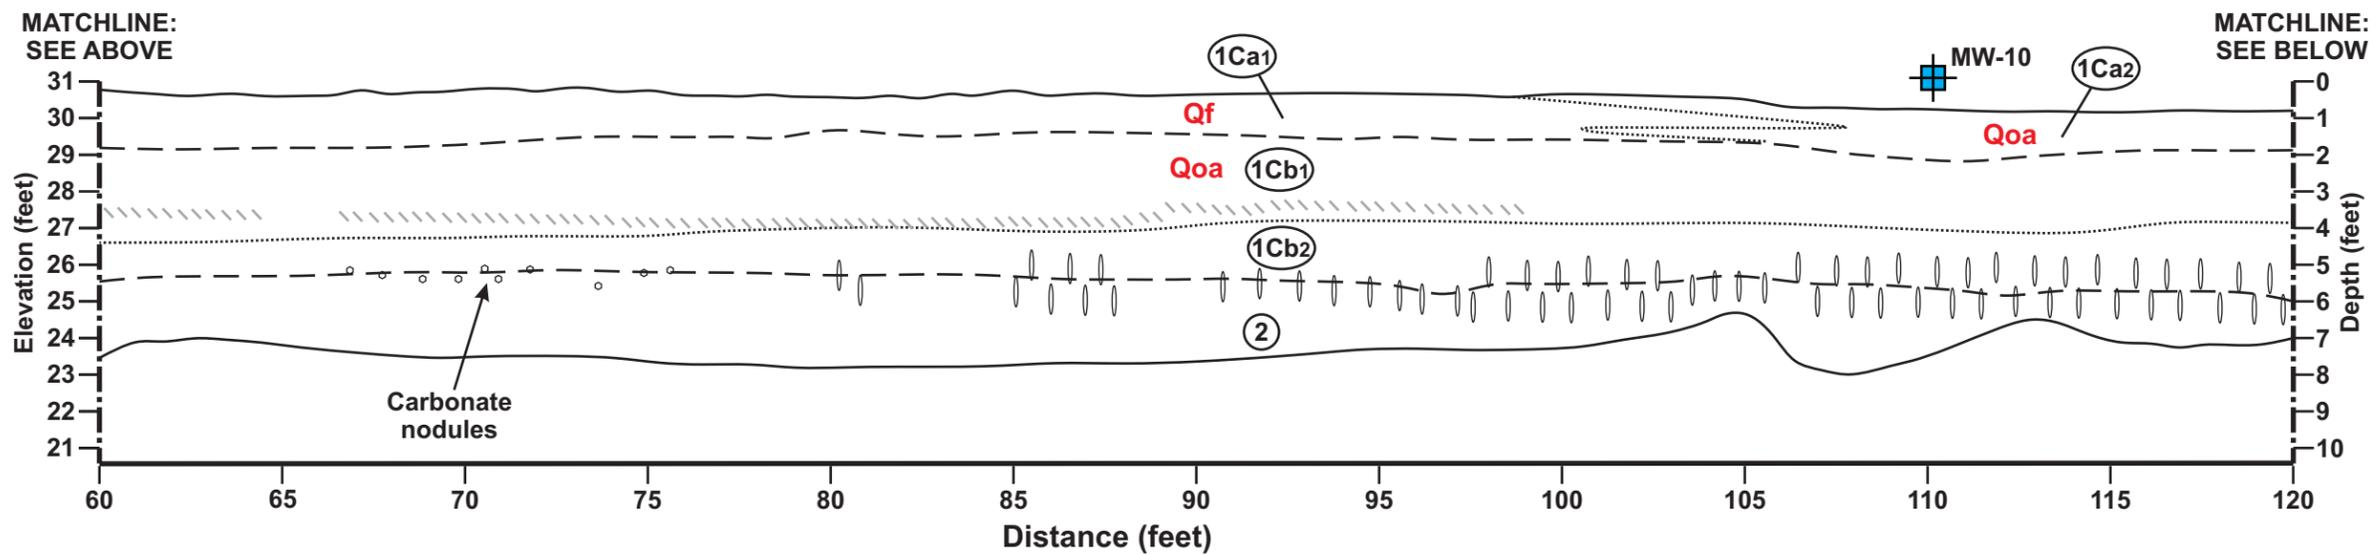 MATCHLINE:
SEE ABOVE
MATCHLINE:
SEE BELOW
1Ca1
MW-10
1Ca2
Qf
Qoa
Qoa
1Cb1
1Cb2
2
Carbonate
nodules
Elevation (feet)
31
30
29
28
27
26
25
24
23
22
21
Depth (feet)
0
1
2
3
4
5
6
7
8
9
10
60 65 70 75 80 85 90 95 100 105 110 115 120
Distance (feet)